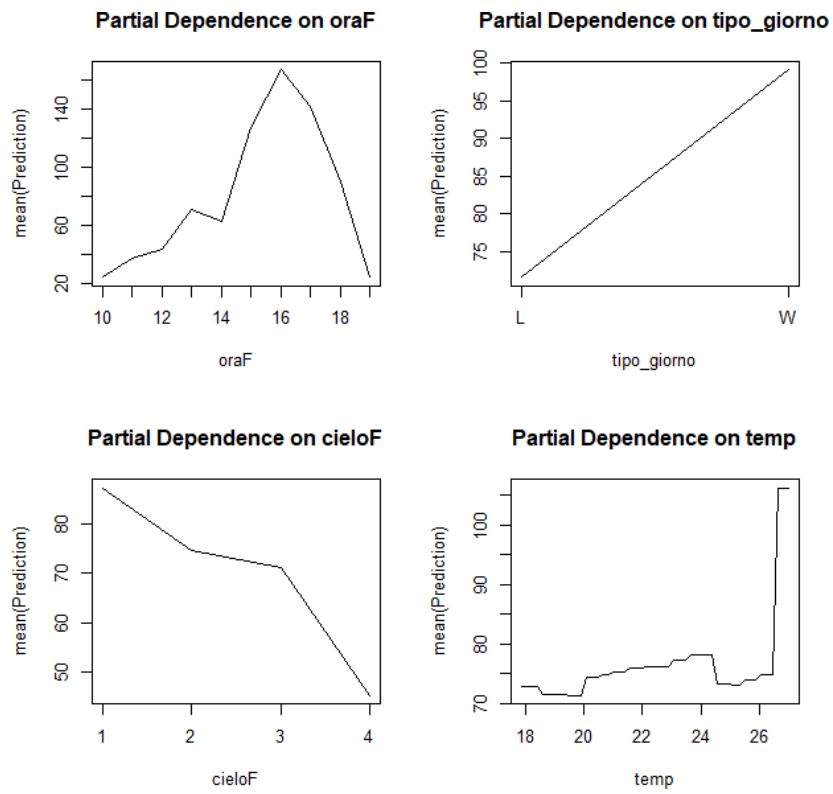 Partial Dependence on oraF
mean(Prediction)
20 60 100 140
10 12 14 16 18
oraF
Partial Dependence on tipo_giorno
mean(Prediction)
75 80 85 90 95 100
L W
tipo_giorno
Partial Dependence on cieloF
mean(Prediction)
50 60 70 80
1 2 3 4
cieloF
Partial Dependence on temp
mean(Prediction)
70 80 90 100
18 20 22 24 26
temp